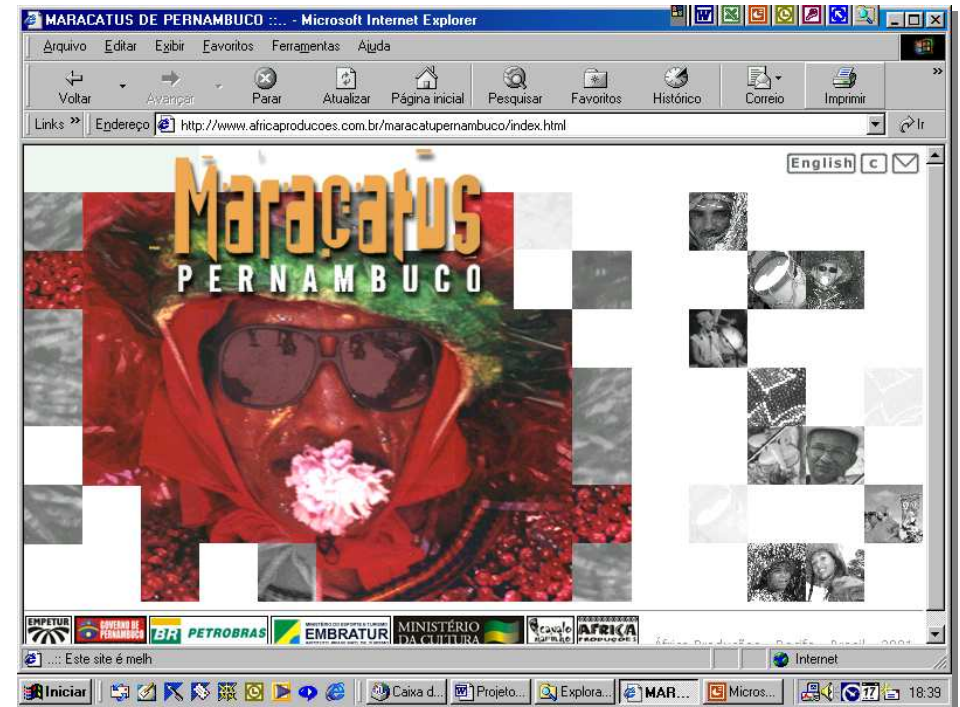 MARACATUS DE PERNAMBUCO ::... - Microsoft Internet Explorer
Arquivo Editar Exibir Favoritos Ferramentas Ajuda
Voltar Avançar Parar Atualizar Página inicial Pesquisar Favoritos Histórico Correio Imprimir
Links Endereço http://www.africaproducoes.com.br/maracatupernambuco/index.html Ir
English c
Maracatus
PERNAMBUCO
EMPETUR GOVERNO DE PERNAMBUCO BR PETROBRAS EMBRATUR MINISTÉRIO DA CULTURA cavalo marinho AFRICA PRODUÇÕES
..:: Este site é melh Internet
Iniciar Caixa d... Projeto... Explora... MAR... Micros... 17 18:39